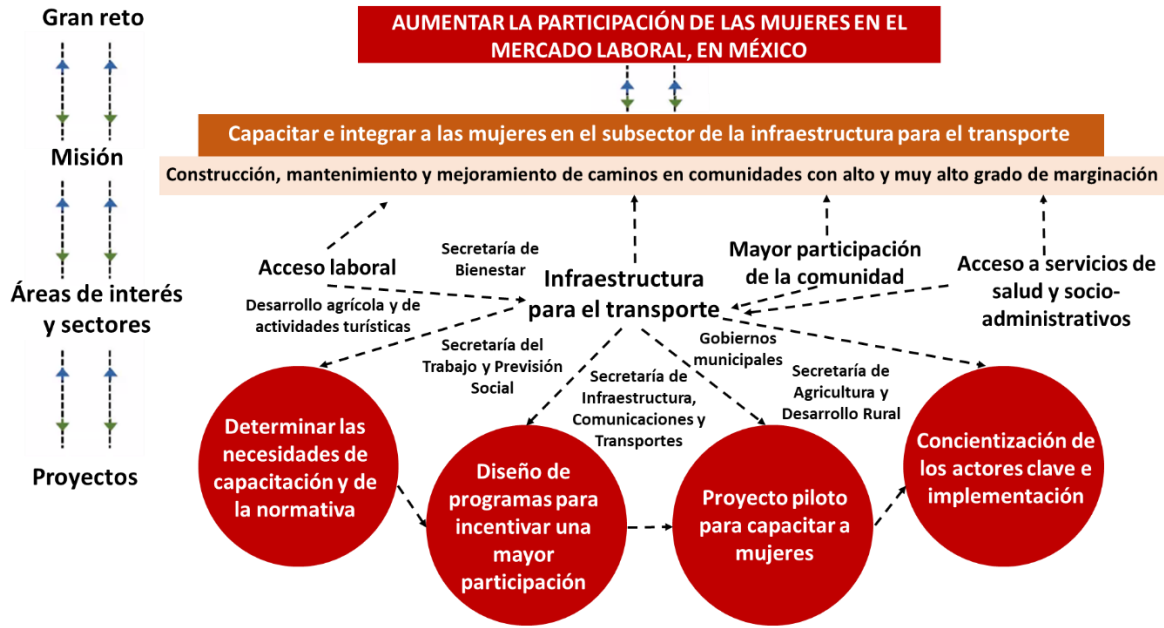 Gran reto
AUMENTAR LA PARTICIPACIÓN DE LAS MUJERES EN EL
MERCADO LABORAL, EN MÉXICO
Capacitar e integrar a las mujeres en el subsector de la infraestructura para el transporte
Misión
Construcción, mantenimiento y mejoramiento de caminos en comunidades con alto y muy alto grado de marginación
Áreas de interés
y sectores
Acceso laboral
Secretaría de
Bienestar
Infraestructura
para el transporte
Mayor participación
de la comunidad
Acceso a servicios de
salud y socio-
administrativos
Desarrollo agrícola y de
actividades turísticas
Secretaría del
Trabajo y Previsión
Social
Secretaría de
Infraestructura,
Comunicaciones y
Transportes
Gobiernos
municipales
Secretaría de
Agricultura y
Desarrollo Rural
Proyectos
Determinar las
necesidades de
capacitación y de
la normativa
Diseño de
programas para
incentivar una
mayor
participación
Proyecto piloto
para capacitar a
mujeres
Concientización de
los actores clave e
implementación